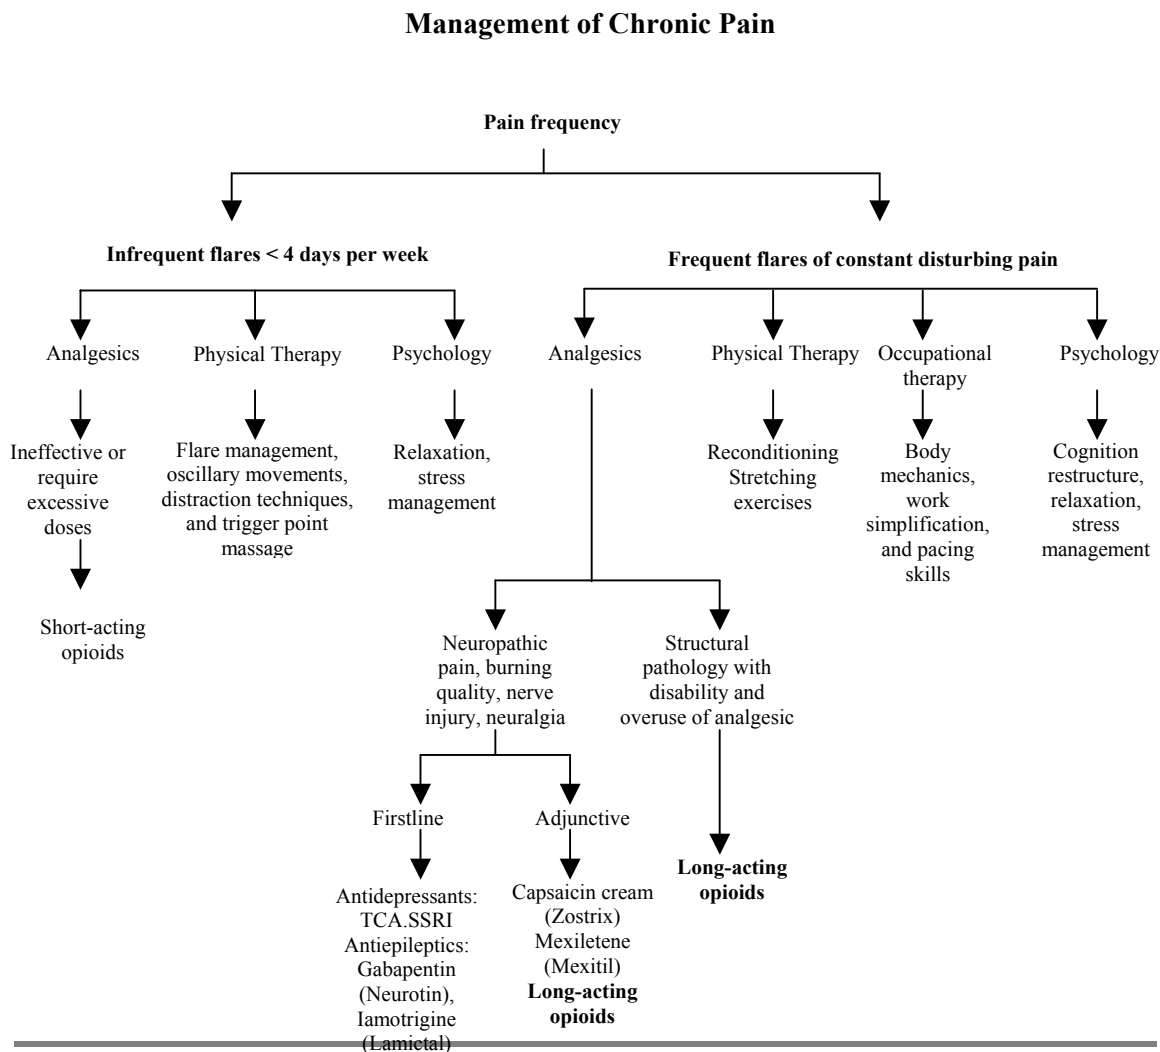 Management of Chronic Pain
Pain frequency
Infrequent flares < 4 days per week
Frequent flares of constant disturbing pain
Analgesics
Physical Therapy
Psychology
Analgesics
Physical Therapy
Occupational
therapy
Psychology
Ineffective or
require
excessive
doses
Flare management,
oscillary movements,
distraction techniques,
and trigger point
massage
Relaxation,
stress
management
Reconditioning
Stretching
exercises
Body
mechanics,
work
simplification,
and pacing
skills
Cognition
restructure,
relaxation,
stress
management
Short-acting
opioids
Neuropathic
pain, burning
quality, nerve
injury, neuralgia
Structural
pathology with
disability and
overuse of analgesic
Firstline
Adjunctive
Long-acting
opioids
Antidepressants:
TCA.SSRI
Antiepileptics:
Gabapentin
(Neurotin),
Iamotrigine
(Lamictal)
Capsaicin cream
(Zostrix)
Mexiletene
(Mexitil)
Long-acting
opioids